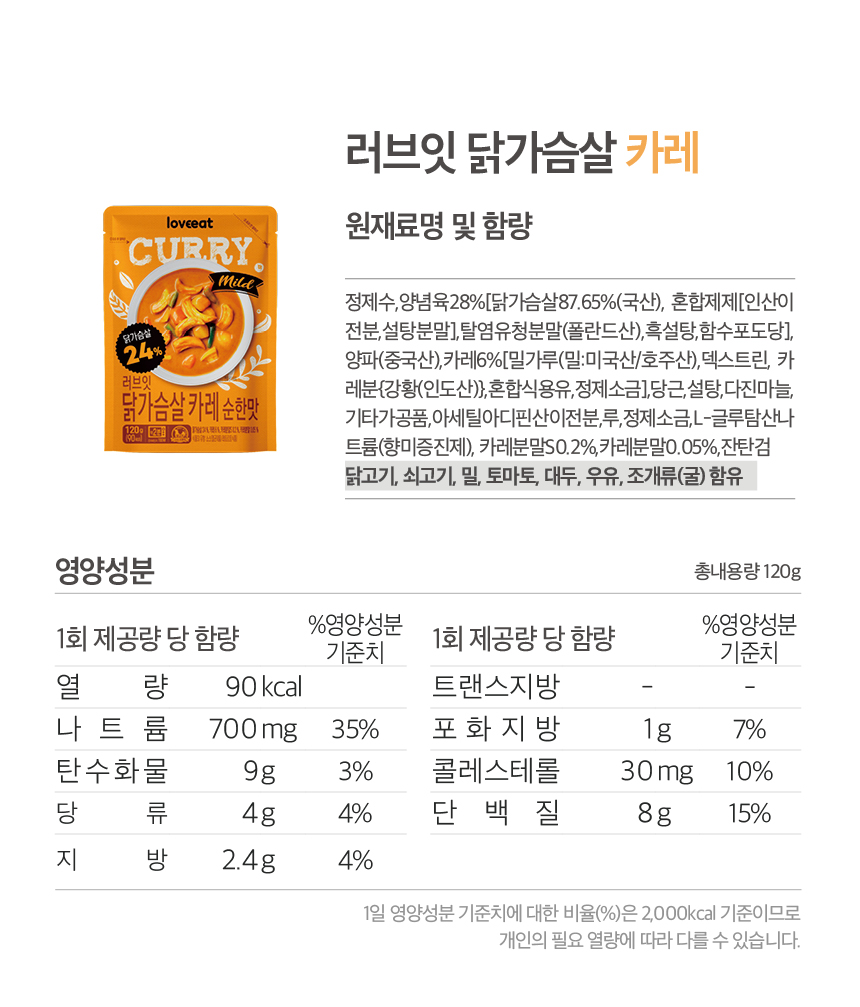 러브잇 닭가슴살 카레
원재료명 및 함량
loveeat
CURRY
Mild
닭가슴살
24%
러브잇
닭가슴살 카레 순한맛
120g
(90kcal)
정제수,양념육28%[닭가슴살87.65%(국산), 혼합제제[인산이
전분,설탕분말],탈염유청분말(폴란드산),흑설탕,함수포도당],
양파(중국산),카레6%[밀가루(밀:미국산/호주산),덱스트린, 카
레분{강황(인도산)},혼합식용유,정제소금],당근,설탕,다진마늘,
기타가공품,아세틸아디핀산이전분,루,정제소금,L-글루탐산나
트륨(향미증진제), 카레분말S0.2%,카레분말0.05%,잔탄검
닭고기, 쇠고기, 밀, 토마토, 대두, 우유, 조개류(굴) 함유
영양성분
총내용량 120g
1회 제공량 당 함량 %영양성분 기준치
열량 90 kcal
나트륨 700 mg 35%
탄수화물 9 g 3%
당류 4 g 4%
지방 2.4 g 4%
1회 제공량 당 함량 %영양성분 기준치
트랜스지방 - -
포화지방 1 g 7%
콜레스테롤 30 mg 10%
단백질 8 g 15%
1일 영양성분 기준치에 대한 비율(%)은 2,000kcal 기준이므로
개인의 필요 열량에 따라 다를 수 있습니다.